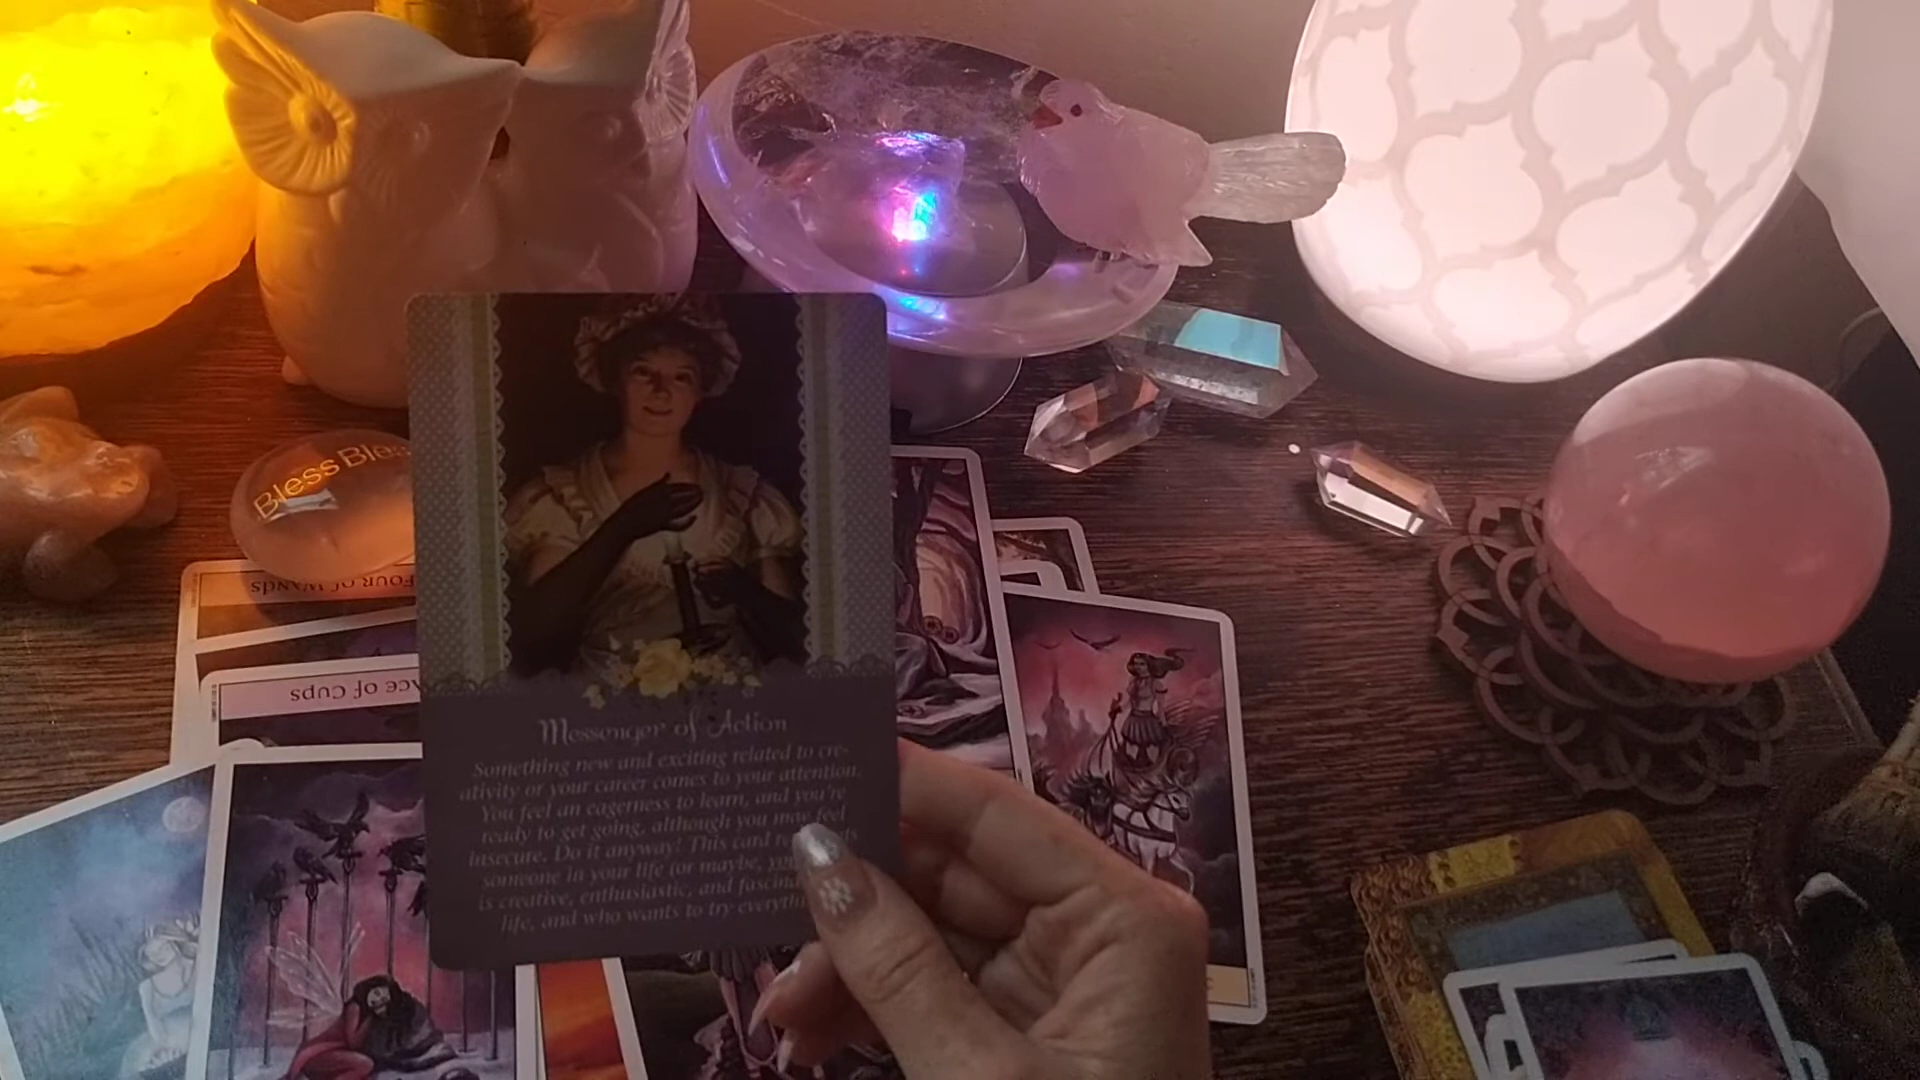 Bless Bles
FOUR OF WANDS
ACE OF CUPS
Messenger of Action
Something new and exciting related to cre-
ativity or your career comes to your attention.
You feel an eagerness to learn, and you're
ready to get going, although you may feel
insecure. Do it anyway! This card
someone in your life (or maybe,
is creative, enthusiastic, and
life, and who wants to try